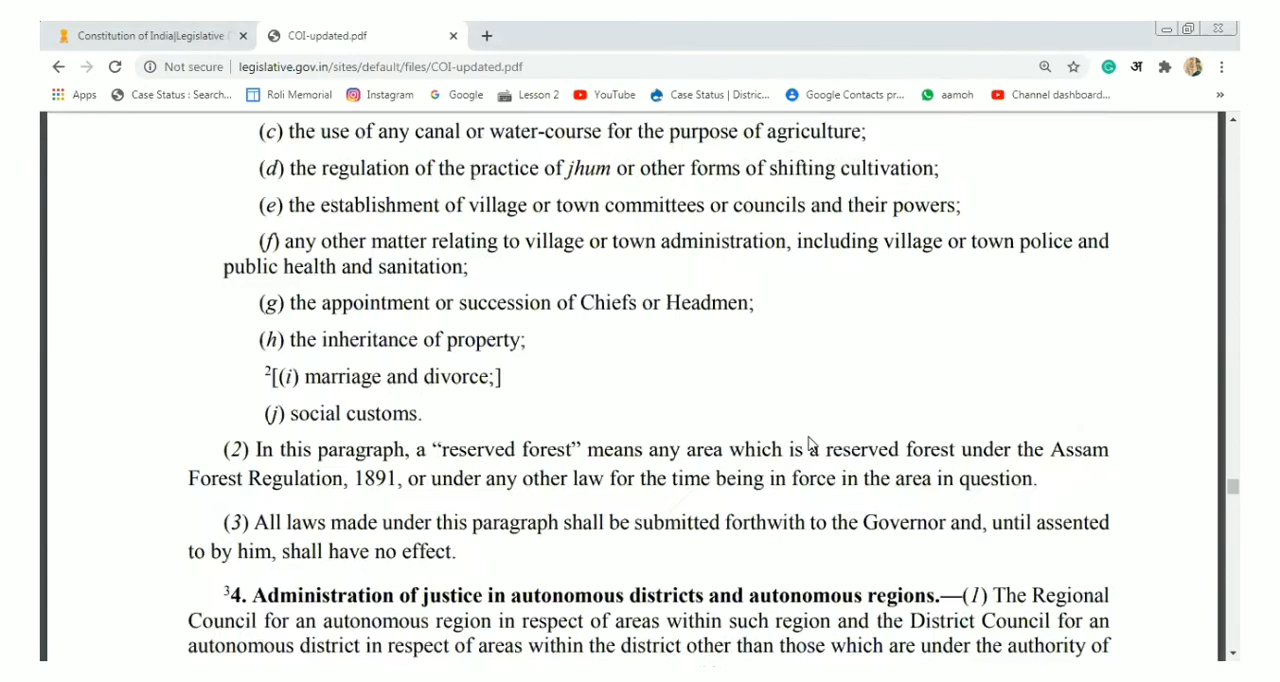 Constitution of India|Legislative
COI-updated.pdf
Not secure | legislative.gov.in/sites/default/files/COI-updated.pdf
अ
Apps Case Status : Search... Roli Memorial Instagram Google Lesson 2 YouTube Case Status | Distric... Google Contacts pr... aamoh Channel dashboard... »
(c) the use of any canal or water-course for the purpose of agriculture;
(d) the regulation of the practice of jhum or other forms of shifting cultivation;
(e) the establishment of village or town committees or councils and their powers;
(f) any other matter relating to village or town administration, including village or town police and
public health and sanitation;
(g) the appointment or succession of Chiefs or Headmen;
(h) the inheritance of property;
2[(i) marriage and divorce;]
(j) social customs.
(2) In this paragraph, a “reserved forest” means any area which is a reserved forest under the Assam
Forest Regulation, 1891, or under any other law for the time being in force in the area in question.
(3) All laws made under this paragraph shall be submitted forthwith to the Governor and, until assented
to by him, shall have no effect.
34. Administration of justice in autonomous districts and autonomous regions.—(1) The Regional
Council for an autonomous region in respect of areas within such region and the District Council for an
autonomous district in respect of areas within the district other than those which are under the authority of